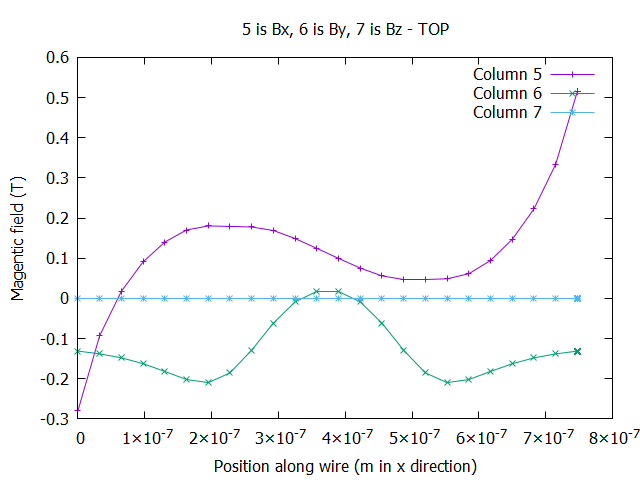 5 is Bx, 6 is By, 7 is Bz - TOP
Column 5
Column 6
Column 7
0.6
0.5
0.4
0.3
0.2
0.1
0
-0.1
-0.2
-0.3
Magentic field (T)
0 1×10⁻⁷ 2×10⁻⁷ 3×10⁻⁷ 4×10⁻⁷ 5×10⁻⁷ 6×10⁻⁷ 7×10⁻⁷ 8×10⁻⁷
Position along wire (m in x direction)